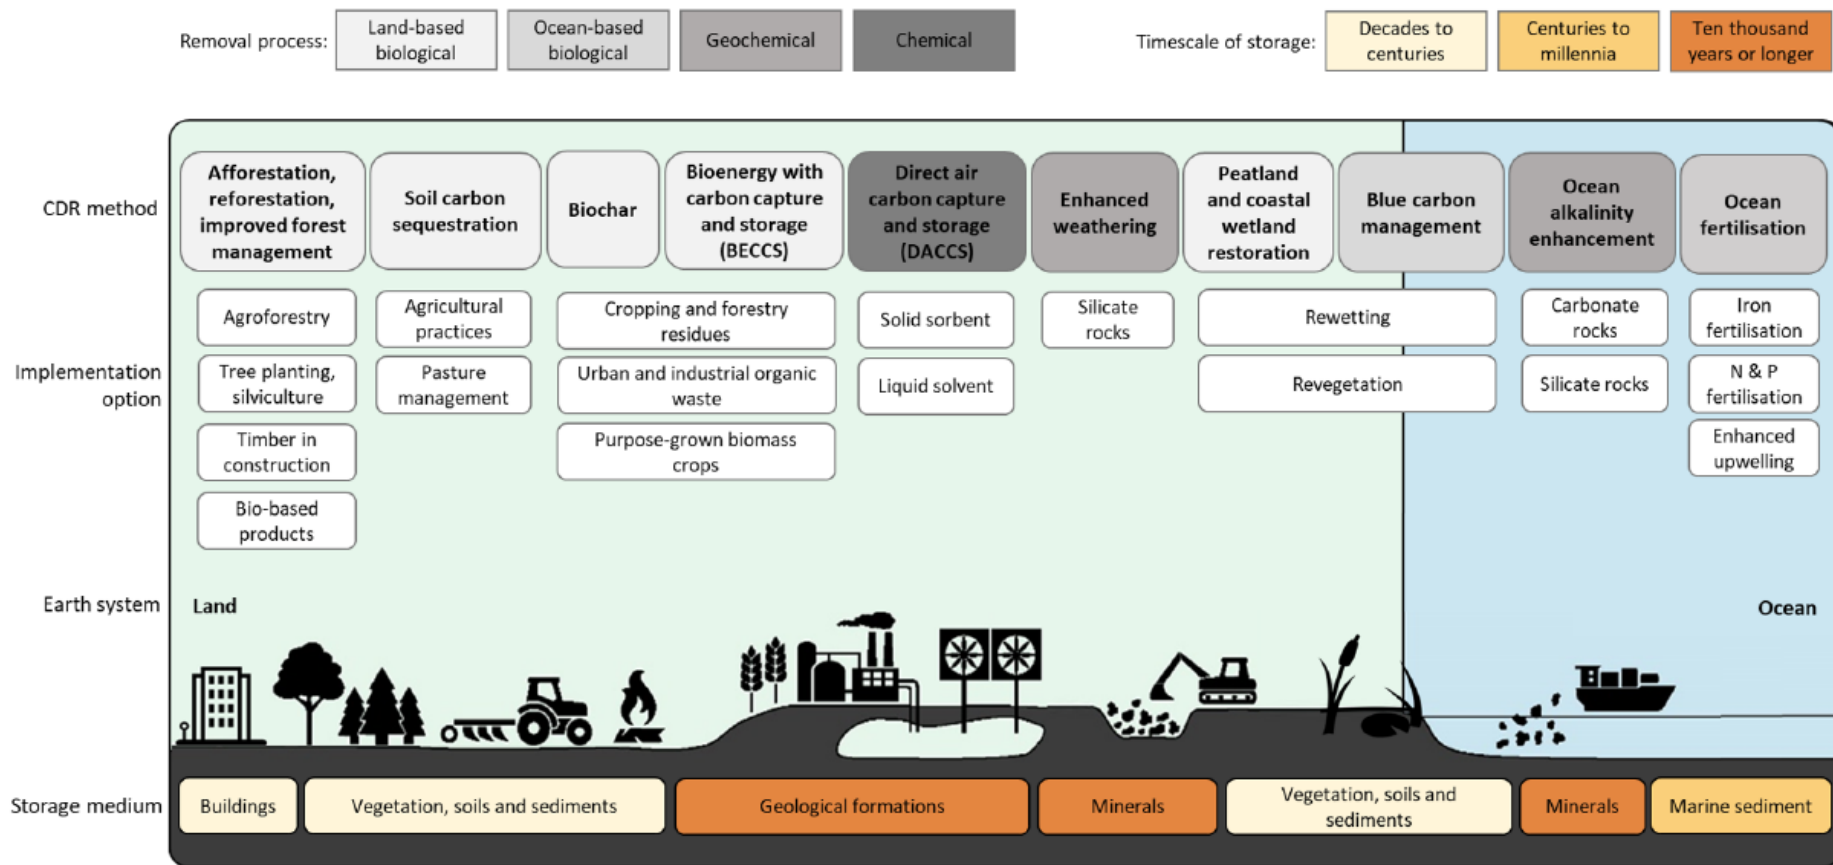 Removal process:
Land-based
biological
Ocean-based
biological
Geochemical
Chemical
Timescale of storage:
Decades to
centuries
Centuries to
millennia
Ten thousand
years or longer
CDR method
Afforestation,
reforestation,
improved forest
management
Soil carbon
sequestration
Biochar
Bioenergy with
carbon capture
and storage
(BECCS)
Direct air
carbon capture
and storage
(DACCS)
Enhanced
weathering
Peatland
and coastal
wetland
restoration
Blue carbon
management
Ocean
alkalinity
enhancement
Ocean
fertilisation
Implementation
option
Agroforestry
Tree planting,
silviculture
Timber in
construction
Bio-based
products
Agricultural
practices
Pasture
management
Cropping and forestry
residues
Urban and industrial organic
waste
Purpose-grown biomass
crops
Solid sorbent
Liquid solvent
Silicate
rocks
Rewetting
Revegetation
Carbonate
rocks
Silicate rocks
Iron
fertilisation
N & P
fertilisation
Enhanced
upwelling
Earth system
Land
Ocean
Storage medium
Buildings
Vegetation, soils and sediments
Geological formations
Minerals
Vegetation, soils and
sediments
Minerals
Marine sediment